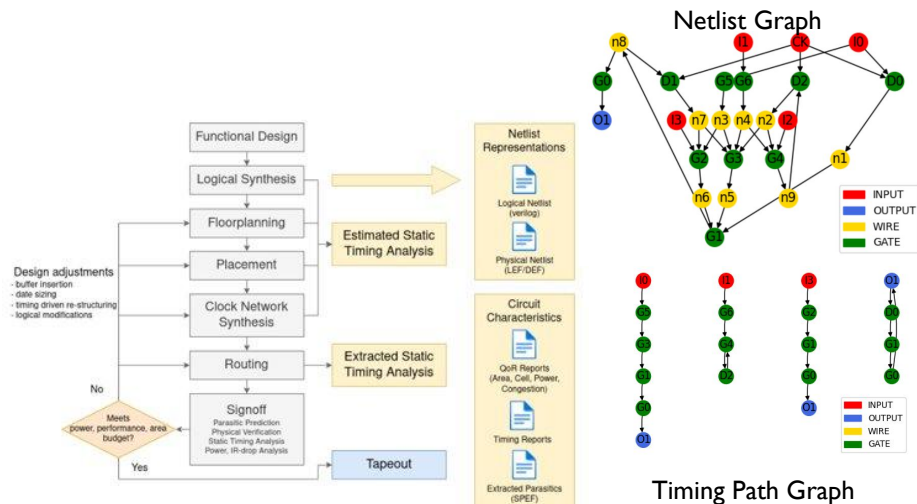 Functional Design
Logical Synthesis
Floorplanning
Placement
Clock Network
Synthesis
Routing
Signoff
Parasitic Prediction
Physical Verification
Static Timing Analysis
Power, IR-drop Analysis
Design adjustments
- buffer insertion
- date sizing
- timing driven re-structuring
- logical modifications
No
Meets
power, performance, area
budget?
Yes
Estimated Static
Timing Analysis
Extracted Static
Timing Analysis
Tapeout
Netlist
Representations
Logical Netlist
(verilog)
Physical Netlist
(LEF/DEF)
Circuit
Characteristics
QoR Reports
(Area, Cell, Power,
Congestion)
Timing Reports
Extracted Parasitics
(SPEF)
Netlist Graph
n8 I1 CK I0
G0 D1 G5 G6 D2 D0
O1 I3 n7 n3 n4 n2 I2
G2 G3 G4 n1
n6 n5 n9
G1
INPUT
OUTPUT
WIRE
GATE
I0 I1 I3 O1
G5 G6 G2 D0
G3 G4 G1 G1
G1 D2 G0 G0
G0 O1
O1
INPUT
OUTPUT
WIRE
GATE
Timing Path Graph